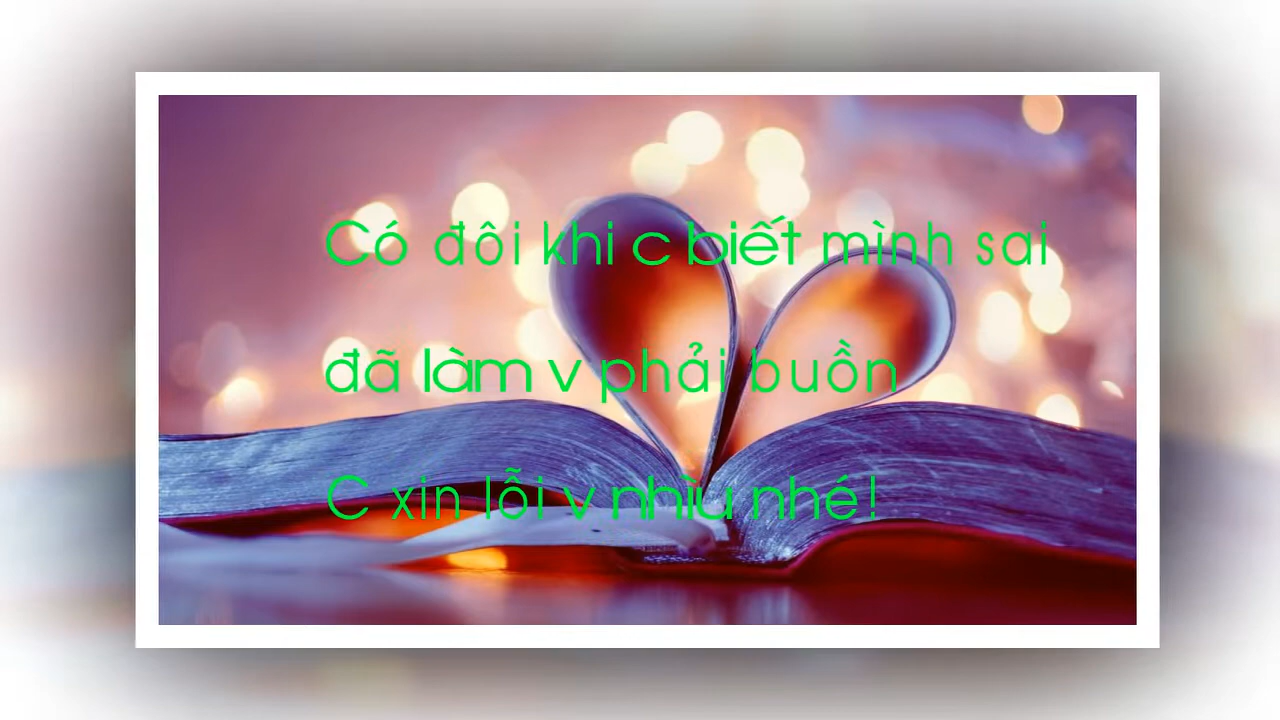 Có đôi khi c biết mình sai
đã làm v phải buồn
C xin lỗi v nhìu nhé!